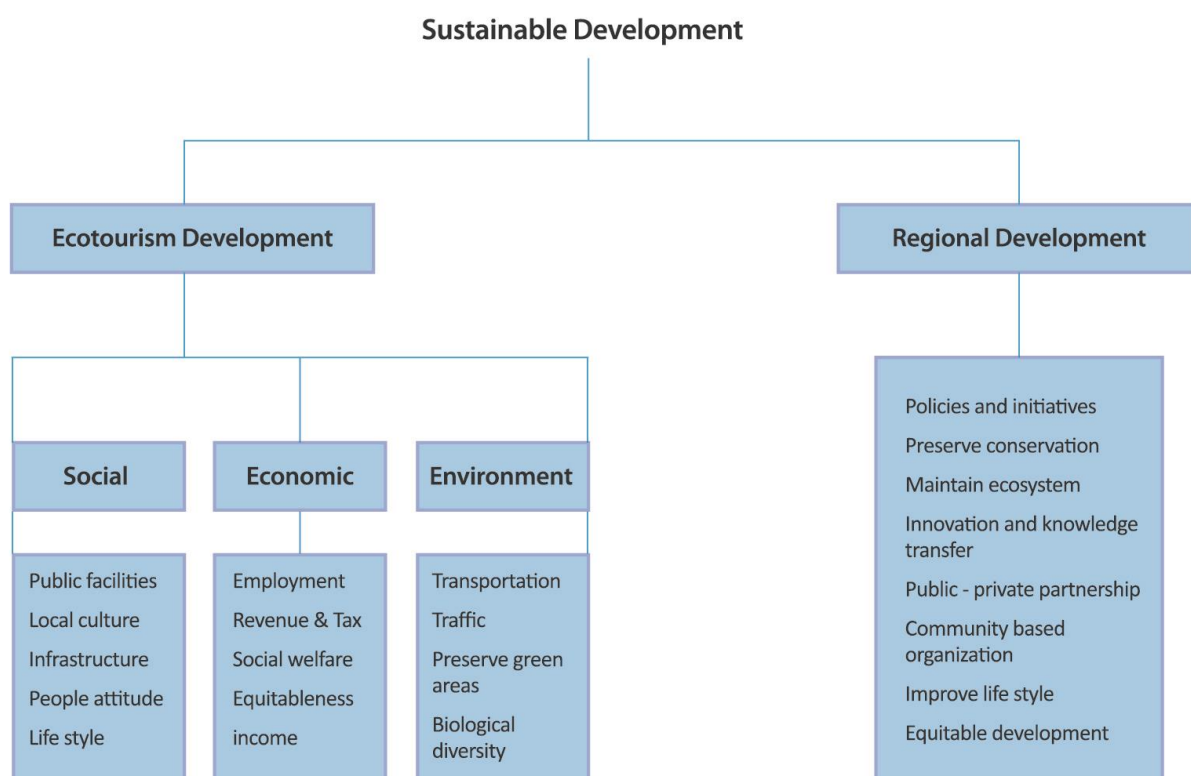 Sustainable Development
Ecotourism Development
Regional Development
Social
Economic
Environment
Public facilities
Local culture
Infrastructure
People attitude
Life style
Employment
Revenue & Tax
Social welfare
Equitableness
income
Transportation
Traffic
Preserve green
areas
Biological
diversity
Policies and initiatives
Preserve conservation
Maintain ecosystem
Innovation and knowledge
transfer
Public - private partnership
Community based
organization
Improve life style
Equitable development